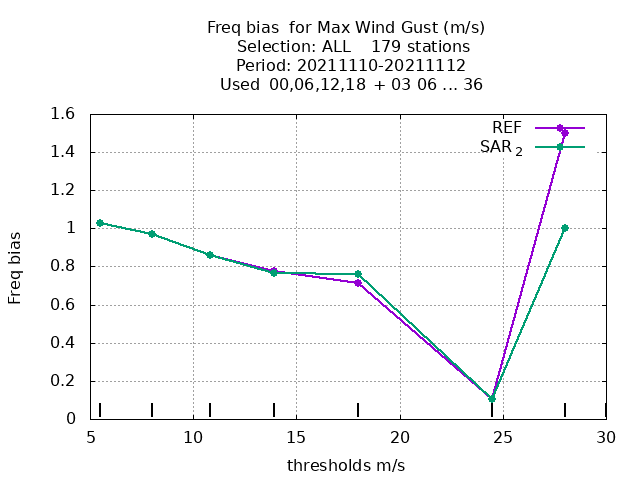 Freq bias  for Max Wind Gust (m/s)
Selection: ALL    179 stations
Period: 20211110-20211112
Used  00,06,12,18 + 03 06 ... 36
REF
SAR 2
1.6
1.4
1.2
1
0.8
0.6
0.4
0.2
0
Freq bias
5 10 15 20 25 30
thresholds m/s